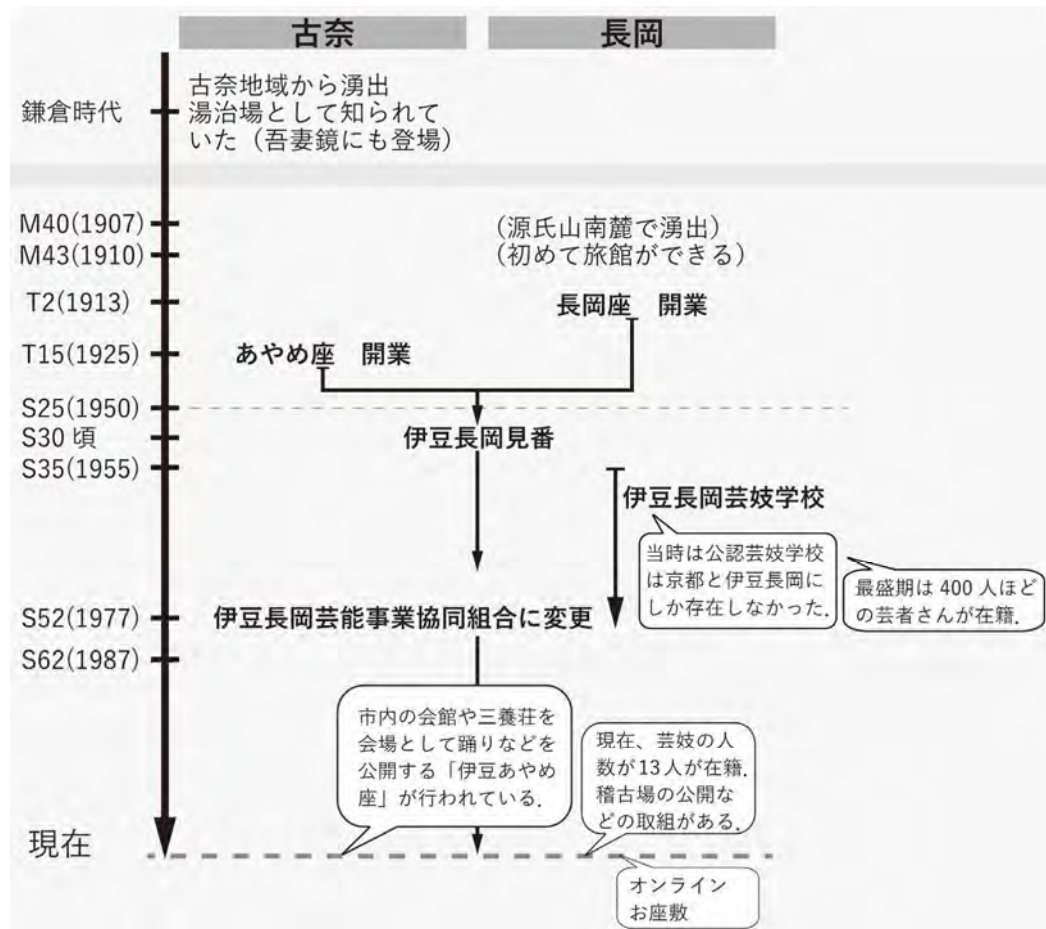 古奈
長岡
鎌倉時代
古奈地域から湧出
湯治場として知られて
いた（吾妻鏡にも登場）
M40(1907)
(源氏山南麓で湧出)
M43(1910)
(初めて旅館ができる)
T2(1913)
長岡座　開業
T15(1925)
あやめ座　開業
S25(1950)
S30 頃
伊豆長岡見番
S35(1955)
伊豆長岡芸妓学校
当時は公認芸妓学校
は京都と伊豆長岡に
しか存在しなかった.
最盛期は 400 人ほど
の芸者さんが在籍.
S52(1977)
伊豆長岡芸能事業協同組合に変更
S62(1987)
市内の会館や三養荘を
会場として踊りなどを
公開する「伊豆あやめ
座」が行われている.
現在、芸妓の人
数が13人が在籍.
稽古場の公開な
どの取組がある.
現在
オンライン
お座敷